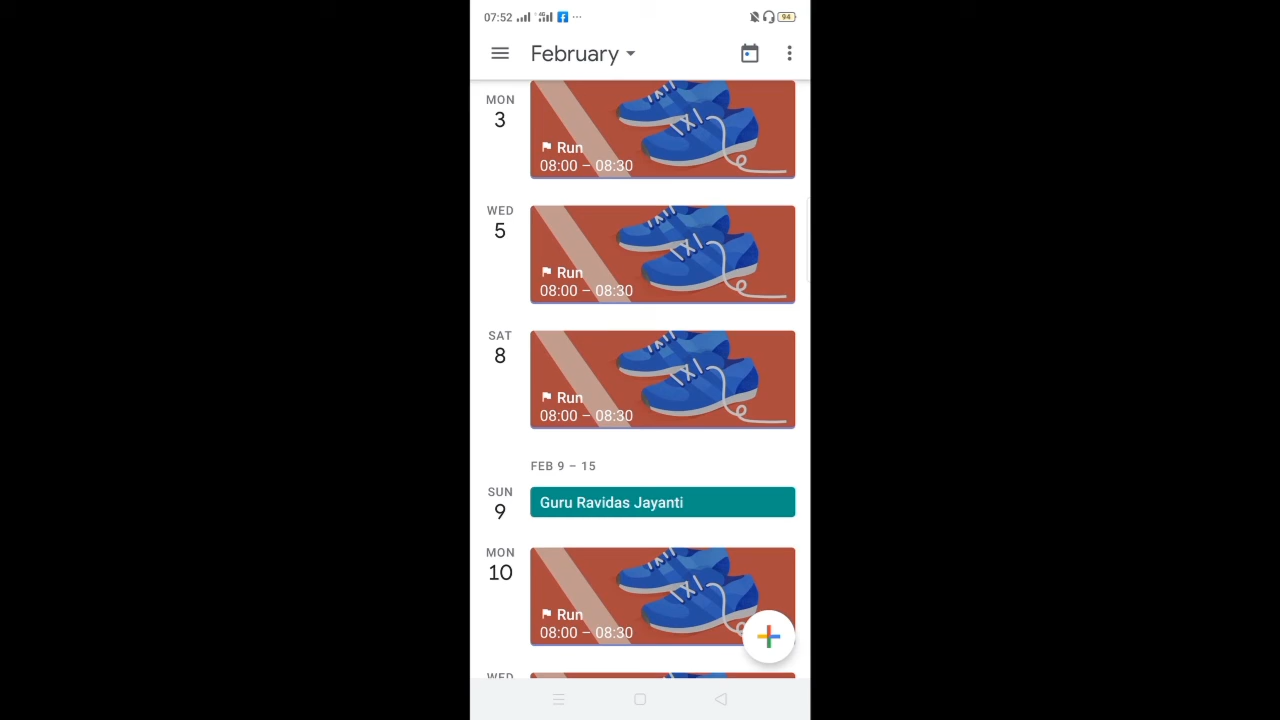 07:52 4G 94
February
MON
3
Run
08:00 – 08:30
WED
5
Run
08:00 – 08:30
SAT
8
Run
08:00 – 08:30
FEB 9 – 15
SUN
9
Guru Ravidas Jayanti
MON
10
Run
08:00 – 08:30
WED